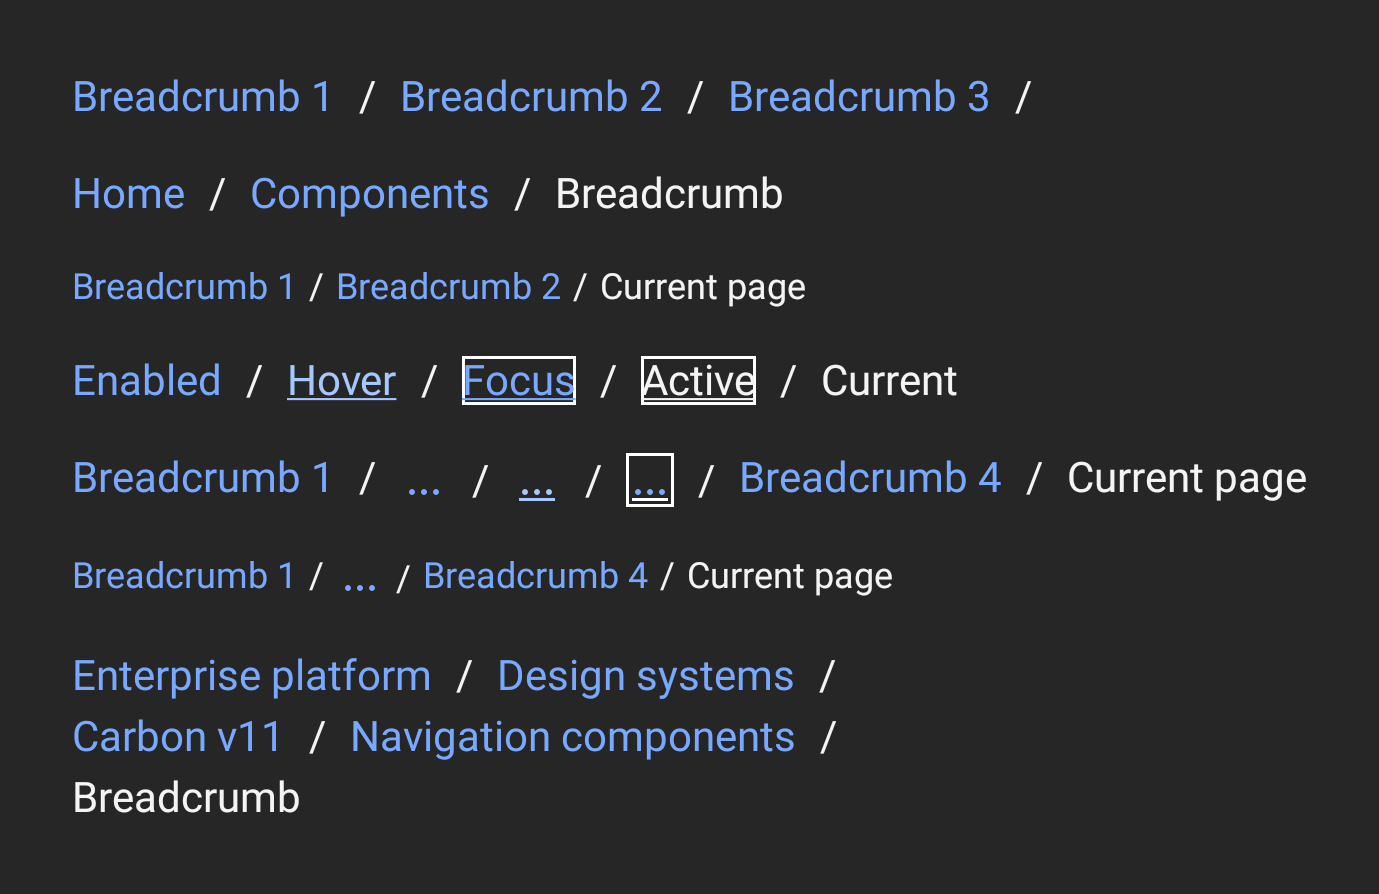 Breadcrumb 1 / Breadcrumb 2 / Breadcrumb 3 /
Home / Components / Breadcrumb
Breadcrumb 1 / Breadcrumb 2 / Current page
Enabled / Hover / Focus / Active / Current
Breadcrumb 1 / ... / ... / ... / Breadcrumb 4 / Current page
Breadcrumb 1 / ... / Breadcrumb 4 / Current page
Enterprise platform / Design systems /
Carbon v11 / Navigation components /
Breadcrumb